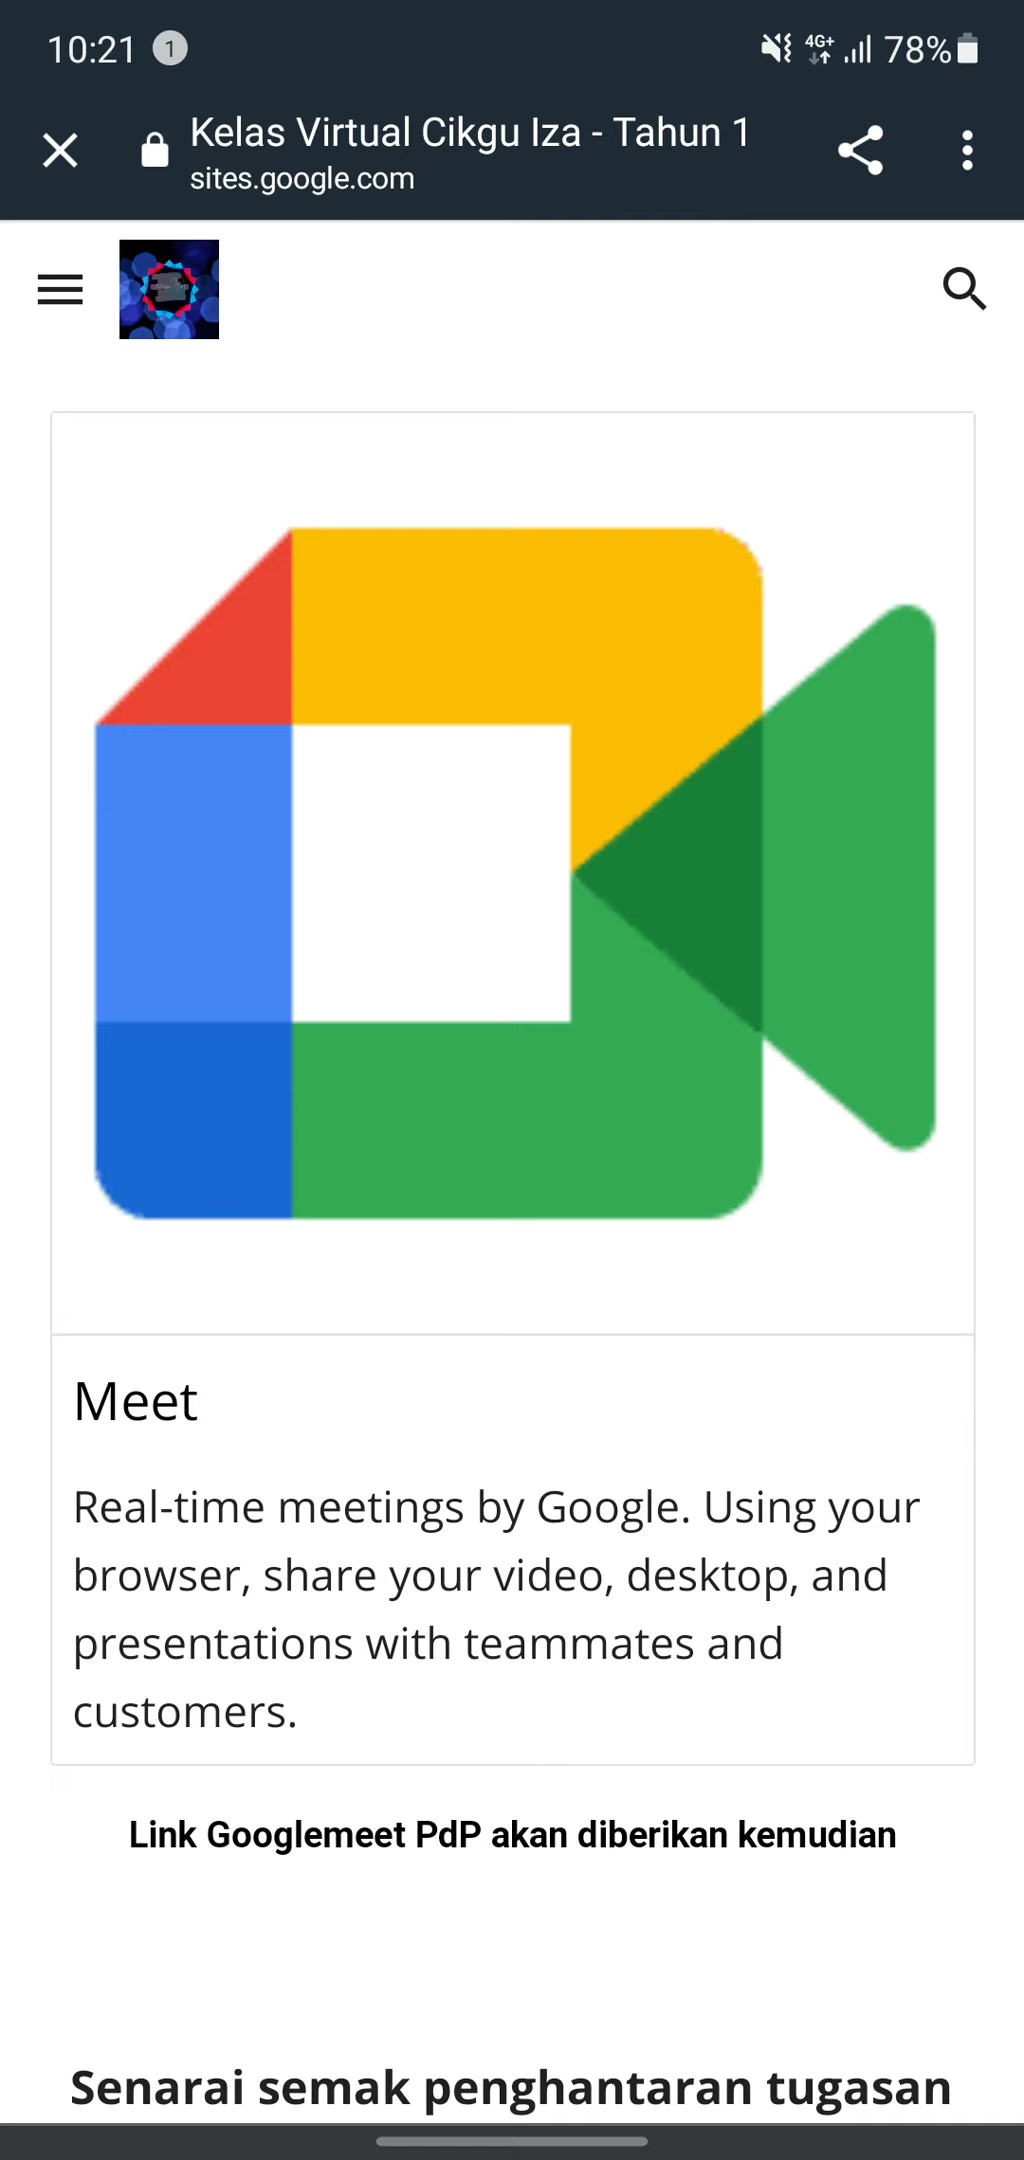 10:21 1 4G+ 78%
Kelas Virtual Cikgu Iza - Tahun 1
sites.google.com
Meet
Real-time meetings by Google. Using your
browser, share your video, desktop, and
presentations with teammates and
customers.
Link Googlemeet PdP akan diberikan kemudian
Senarai semak penghantaran tugasan